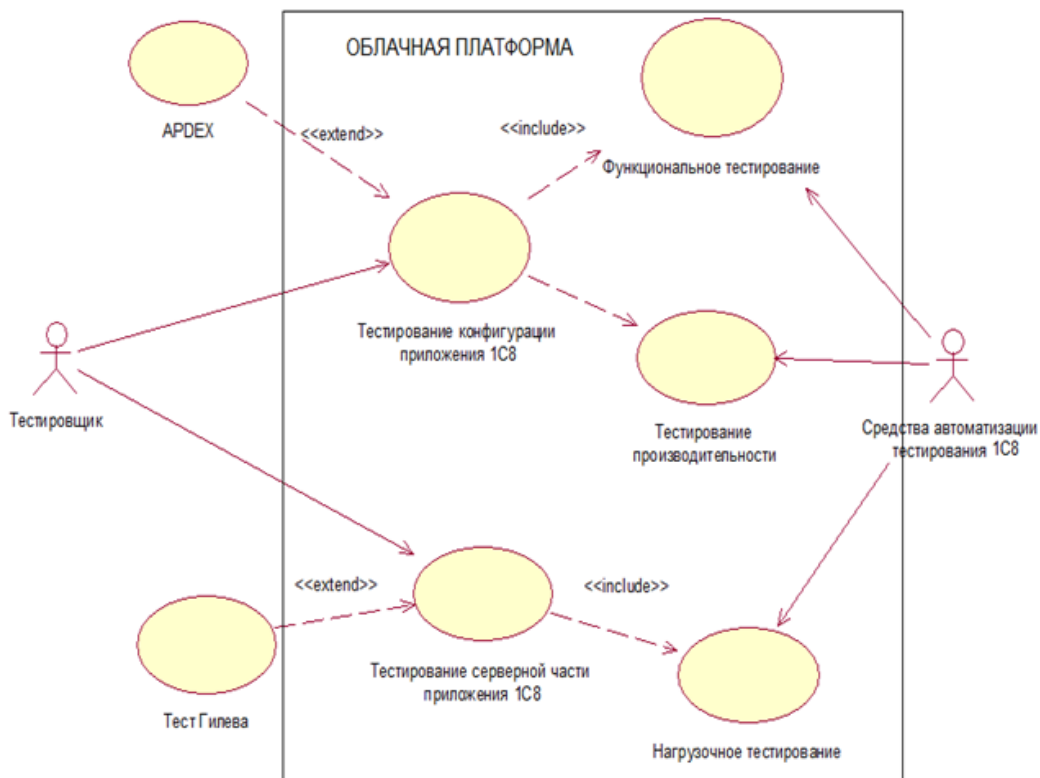 ОБЛАЧНАЯ ПЛАТФОРМА
APDEX
<<extend>>
<<include>>
Функциональное тестирование
Тестирование конфигурации
приложения 1С8
Тестировщик
Тестирование
производительности
Средства автоматизации
тестирования 1С8
<<extend>>
<<include>>
Тестирование серверной части
приложения 1С8
Тест Гилева
Нагрузочное тестирование